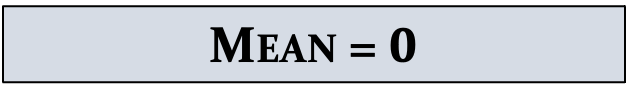 MEAN = 0